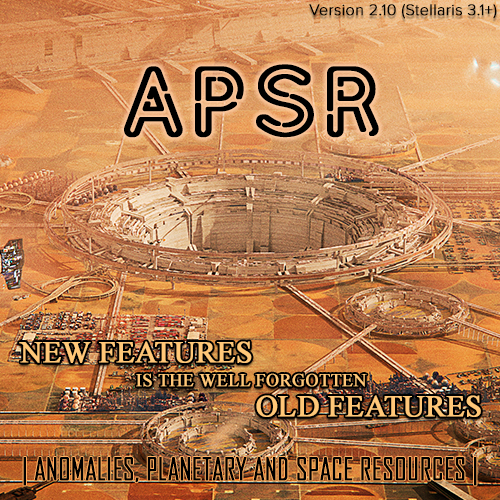 Version 2.10 (Stellaris 3.1+)
APSR
NEW FEATURES
IS THE WELL FORGOTTEN
OLD FEATURES
| ANOMALIES, PLANETARY AND SPACE RESOURCES |